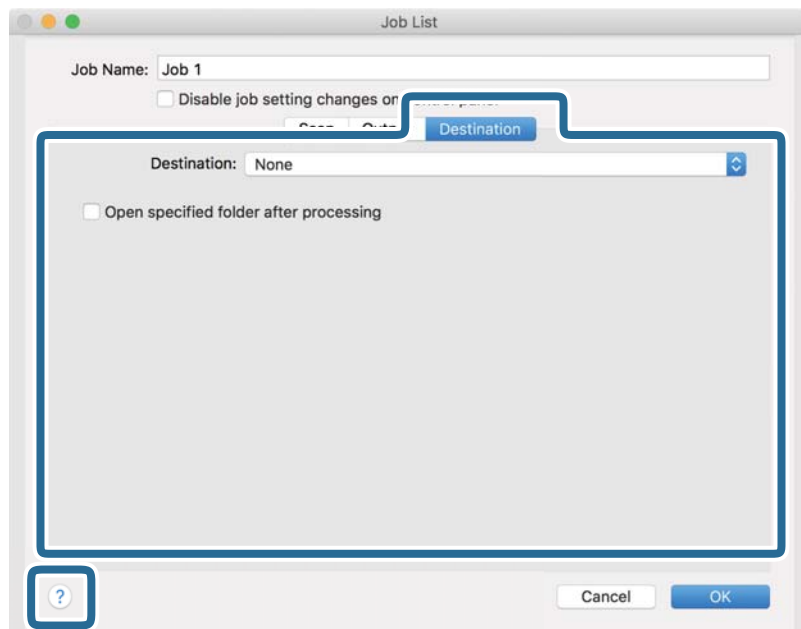 Job List
Job Name: Job 1
Disable job setting changes on
Destination
Destination: None
Open specified folder after processing
? Cancel OK